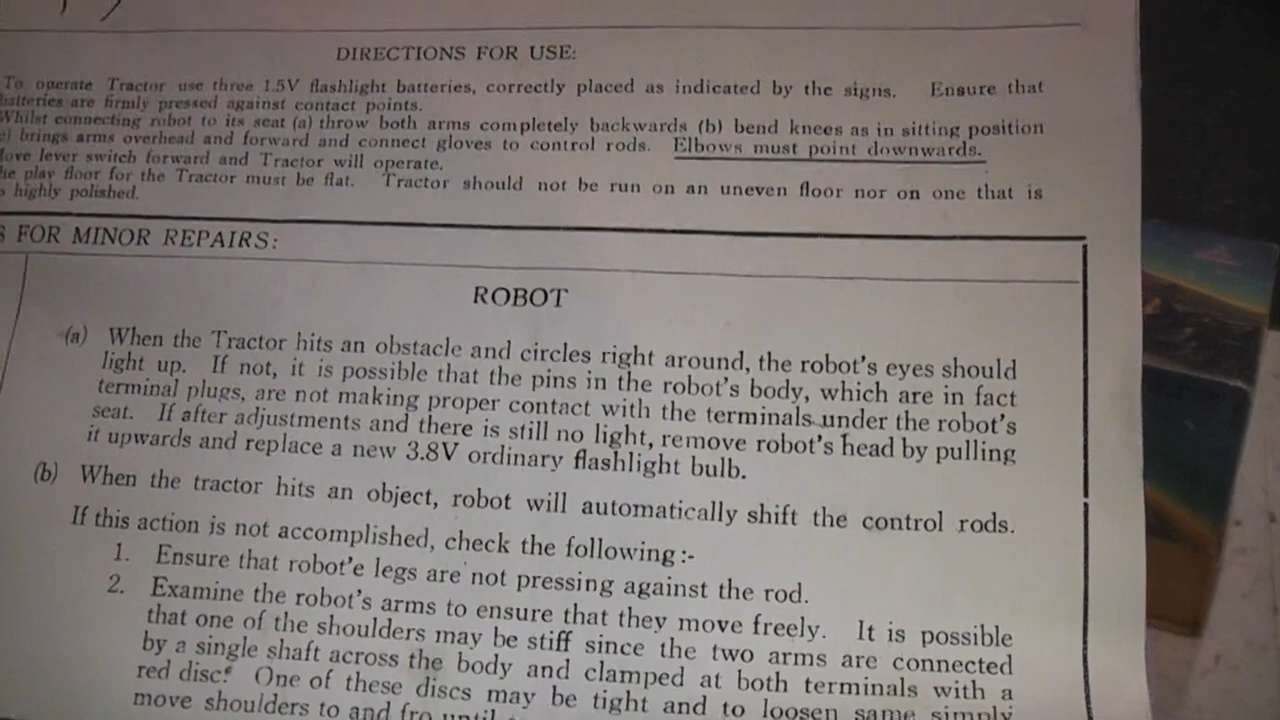 DIRECTIONS FOR USE:
To operate Tractor use three 1.5V flashlight batteries, correctly placed as indicated by the signs. Ensure that
batteries are firmly pressed against contact points.
Whilst connecting robot to its seat (a) throw both arms completely backwards (b) bend knees as in sitting position
c) brings arms overhead and forward and connect gloves to control rods. Elbows must point downwards.
Move lever switch forward and Tractor will operate.
he play floor for the Tractor must be flat. Tractor should not be run on an uneven floor nor on one that is
highly polished.
S FOR MINOR REPAIRS:
ROBOT
(a) When the Tractor hits an obstacle and circles right around, the robot's eyes should
light up. If not, it is possible that the pins in the robot's body, which are in fact
terminal plugs, are not making proper contact with the terminals under the robot's
seat. If after adjustments and there is still no light, remove robot's head by pulling
it upwards and replace a new 3.8V ordinary flashlight bulb.
(b) When the tractor hits an object, robot will automatically shift the control rods.
If this action is not accomplished, check the following :-
1. Ensure that robot'e legs are not pressing against the rod.
2. Examine the robot's arms to ensure that they move freely. It is possible
that one of the shoulders may be stiff since the two arms are connected
by a single shaft across the body and clamped at both terminals with a
red disc. One of these discs may be tight and to loosen same simply
move shoulders to and fro until